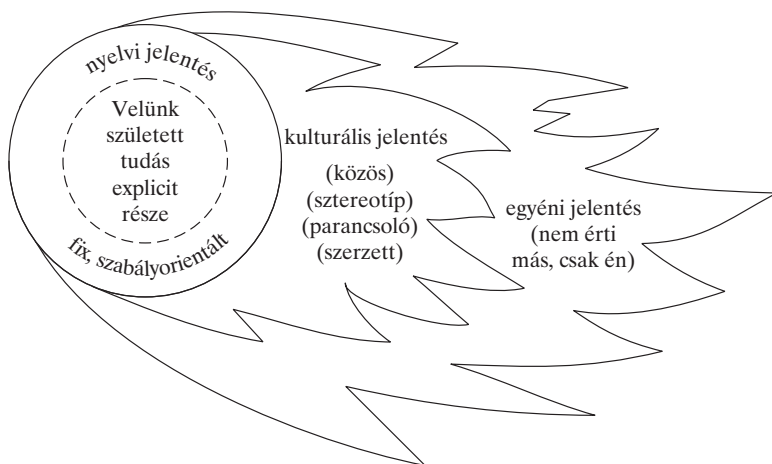 nyelvi jelentés
Velünk
született
tudás
explicit
része
fix, szabályorientált
kulturális jelentés
(közös)
(sztereotíp)
(parancsoló)
(szerzett)
egyéni jelentés
(nem érti
más, csak én)